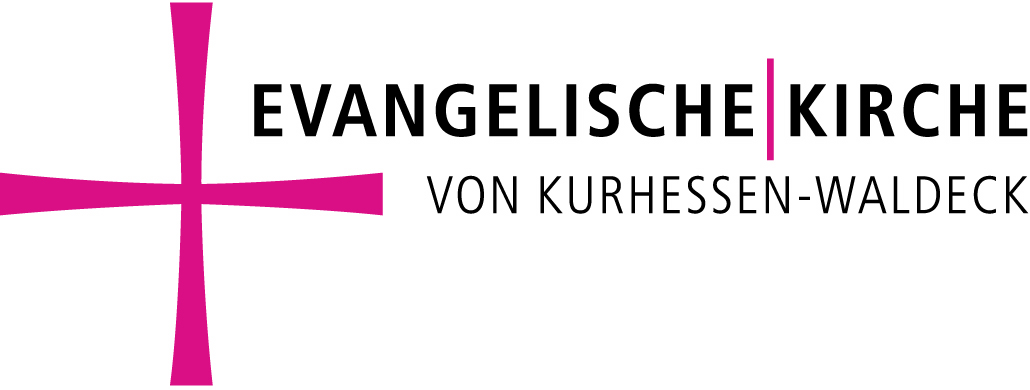 EVANGELISCHE|KIRCHE
VON KURHESSEN-WALDECK